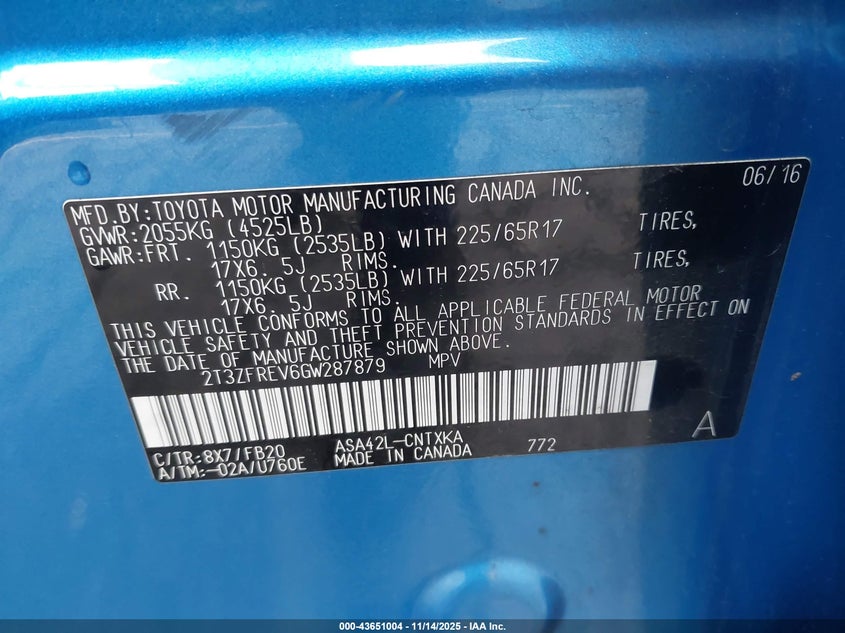 MFD.BY:TOYOTA MOTOR MANUFACTURING CANADA INC. 06/16
GVWR:2055KG (4525LB)
GAWR:FRT. 1150KG (2535LB) WITH 225/65R17 TIRES,
17X6. 5J RIMS.
RR. 1150KG (2535LB) WITH 225/65R17 TIRES,
17X6. 5J RIMS.
THIS VEHICLE CONFORMS TO ALL APPLICABLE FEDERAL MOTOR
VEHICLE SAFETY AND THEFT PREVENTION STANDARDS IN EFFECT ON
THE DATE OF MANUFACTURE SHOWN ABOVE.
2T3ZFREV6GW287879 MPV
C/TR:8X7/FB20 ASA42L-CNTXKA 772 A
A/TM:-02A/U760E MADE IN CANADA
000-43651004 - 11/14/2025 - IAA Inc.